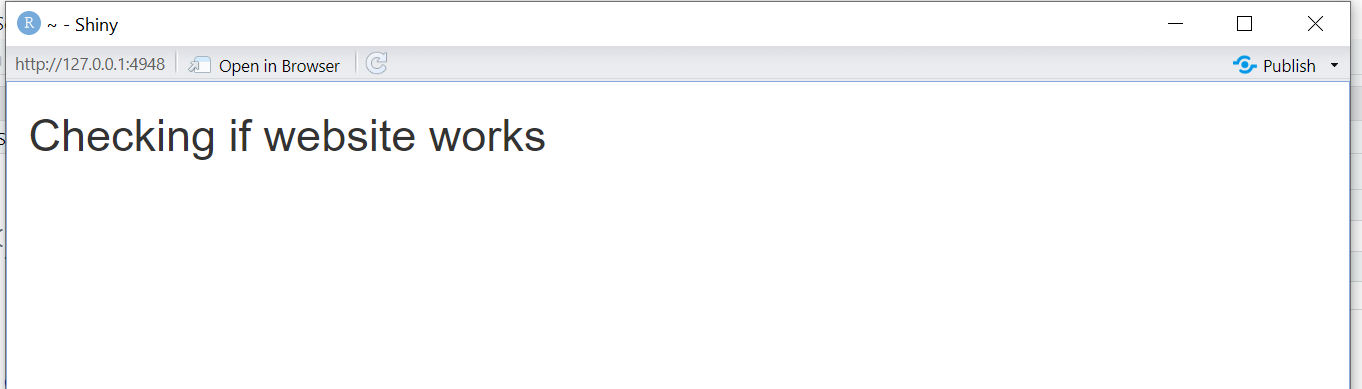 R ~ - Shiny
http://127.0.0.1:4948 Open in Browser Publish
Checking if website works